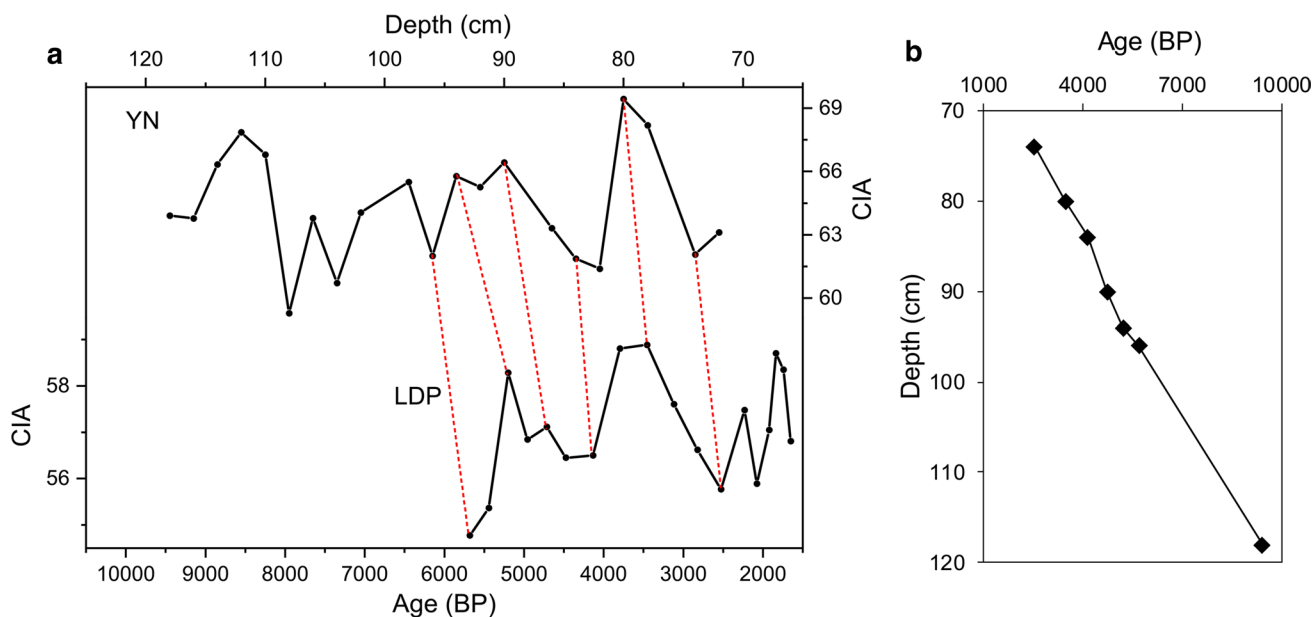 a
Depth (cm)
120 110 100 90 80 70
YN
69
66
63
60
CIA
58
56
CIA
LDP
10000 9000 8000 7000 6000 5000 4000 3000 2000
Age (BP)
b
Age (BP)
1000 4000 7000 10000
70
80
90
100
110
120
Depth (cm)